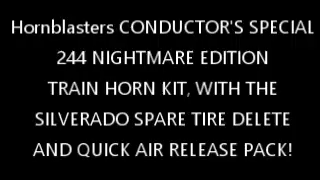 Hornblasters CONDUCTOR'S SPECIAL
244 NIGHTMARE EDITION
TRAIN HORN KIT, WITH THE
SILVERADO SPARE TIRE DELETE
AND QUICK AIR RELEASE PACK!